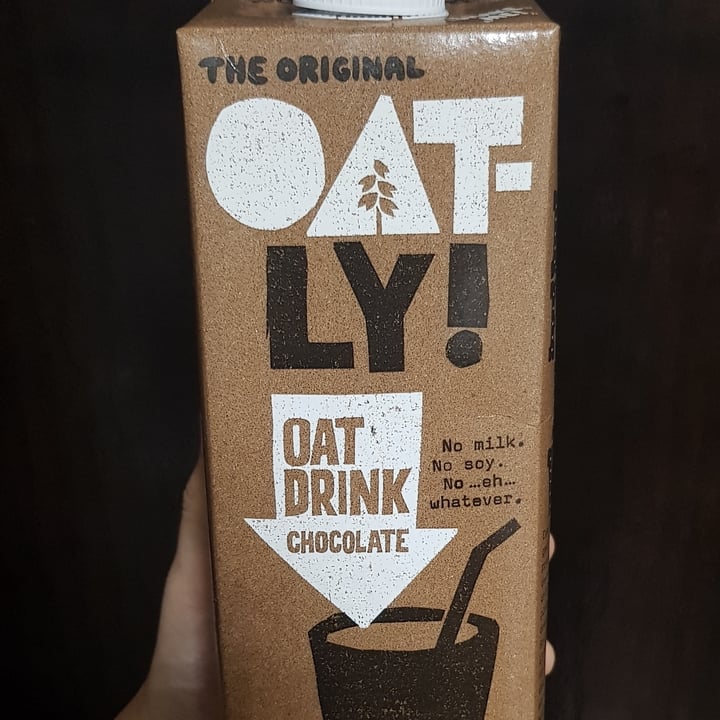 THE ORIGINAL
OAT-
LY!
OAT
DRINK
CHOCOLATE
No milk.
No soy.
No …eh…
whatever.